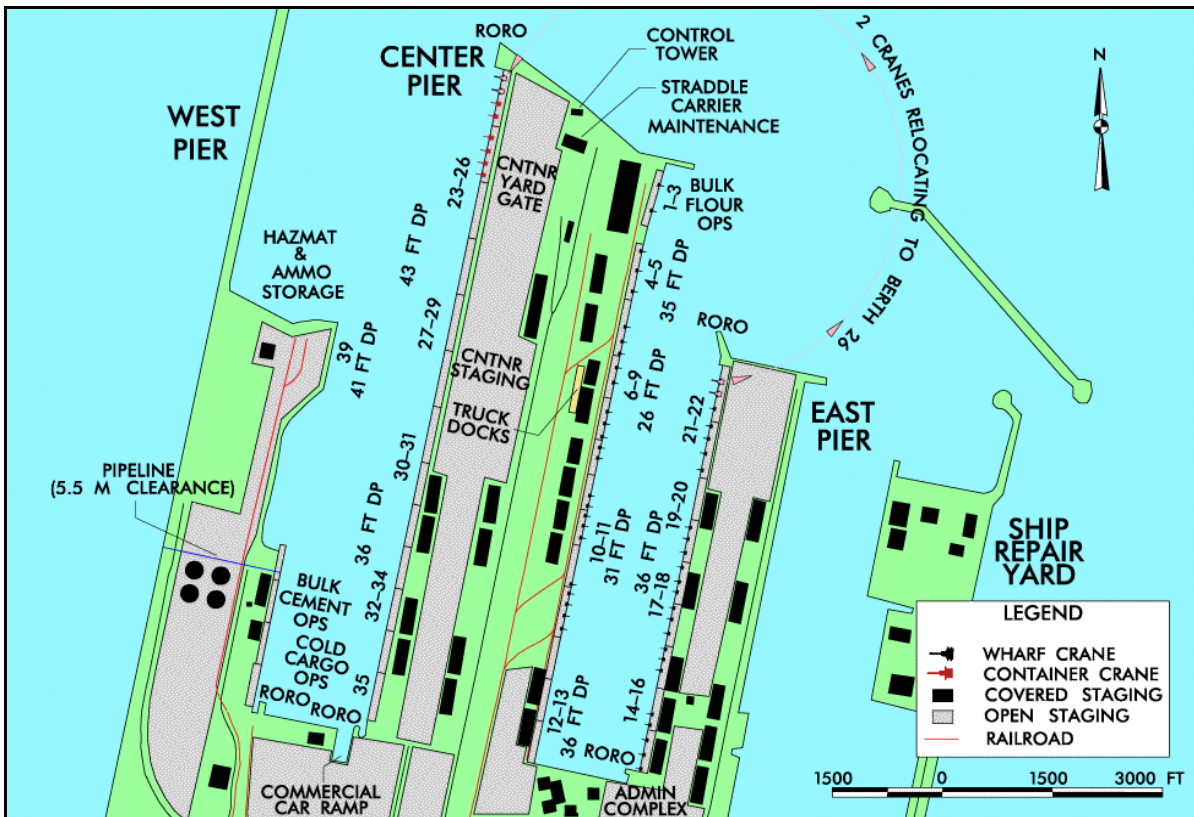 RORO
CENTER
PIER
CONTROL
TOWER
STRADDLE
CARRIER
MAINTENANCE
2 CRANES RELOCATING TO BERTH 26
N
WEST
PIER
CNTNR
YARD
GATE
23-26
1-3
BULK
FLOUR
OPS
HAZMAT
&
AMMO
STORAGE
43 FT DP
4-5
35 FT DP
27-29
39
41 FT DP
RORO
CNTNR
STAGING
6-9
26 FT DP
TRUCK
DOCKS
21-22
EAST
PIER
PIPELINE
(5.5 M CLEARANCE)
30-31
36 FT DP
19-20
10-11
31 FT DP
36 FT DP
17-18
SHIP
REPAIR
YARD
BULK
CEMENT
OPS
32-34
COLD
CARGO
OPS
35
RORO
RORO
12-13
36 FT DP
14-16
RORO
COMMERCIAL
CAR RAMP
ADMIN
COMPLEX
LEGEND
WHARF CRANE
CONTAINER CRANE
COVERED STAGING
OPEN STAGING
RAILROAD
1500 0 1500 3000 FT